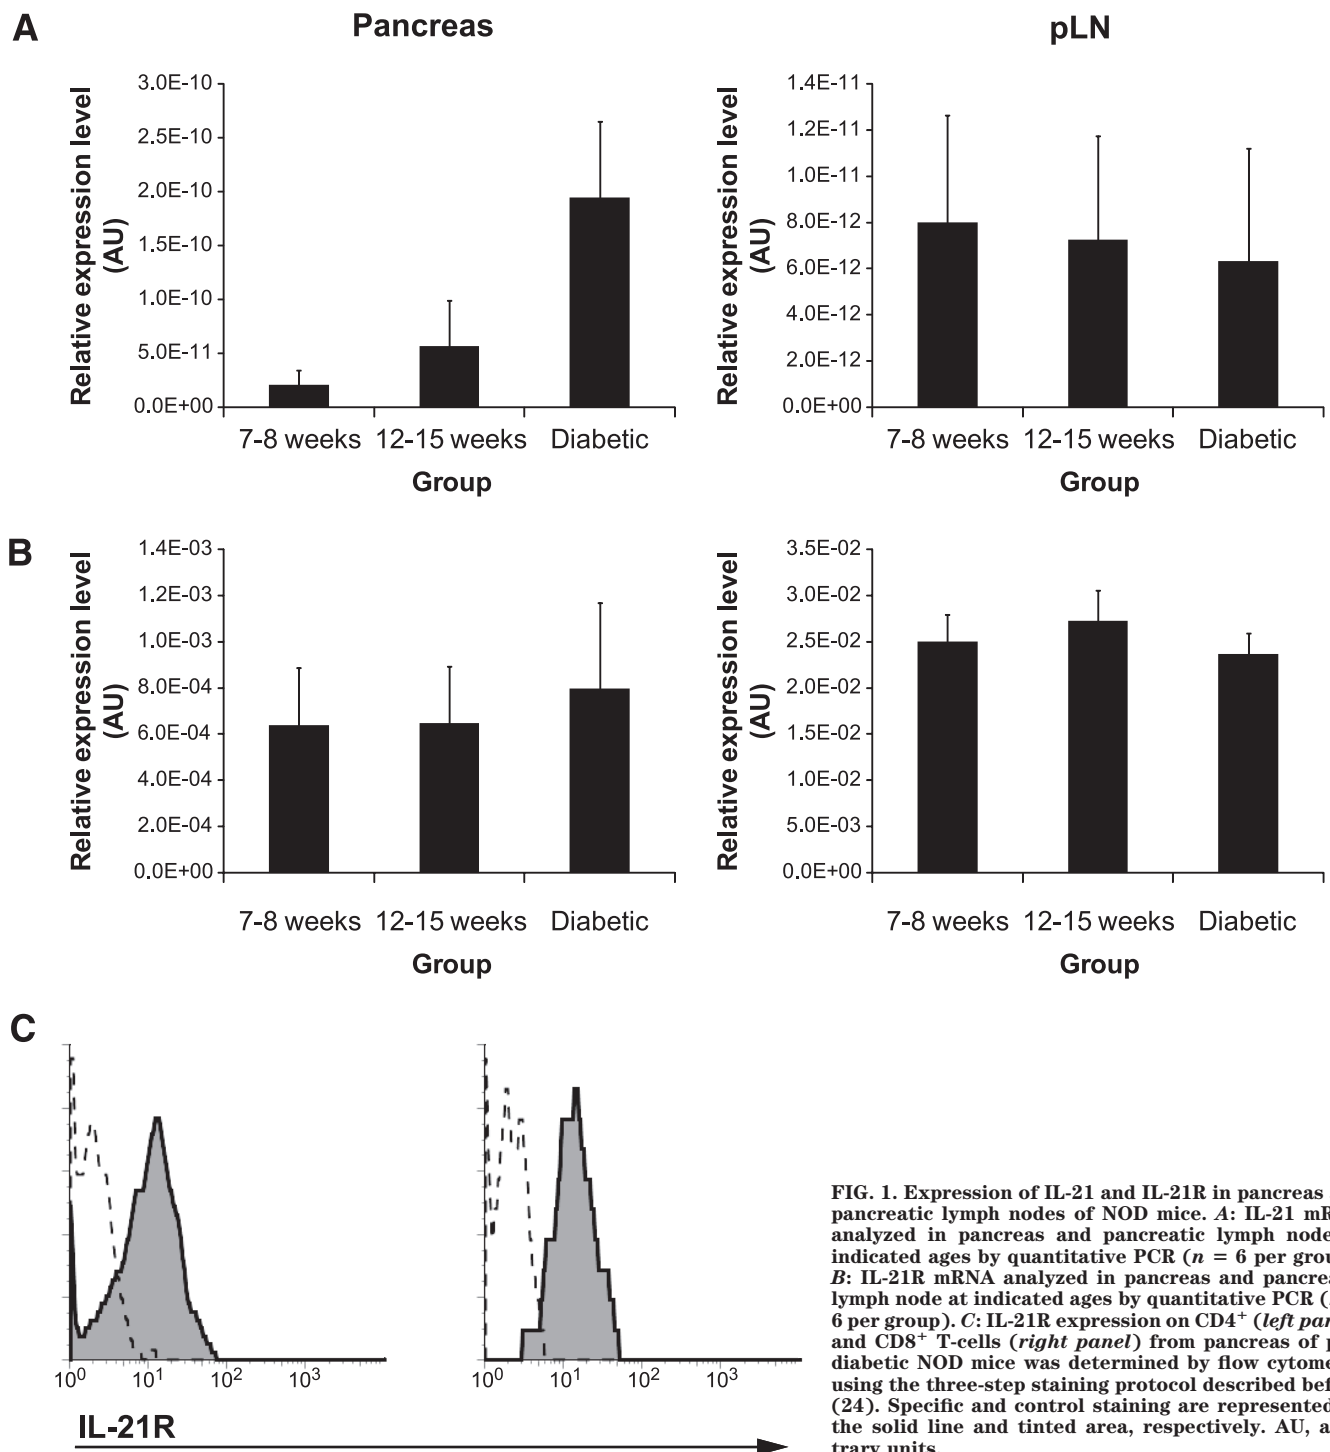 A
Pancreas
pLN
Relative expression level
(AU)
3.0E-10
2.5E-10
2.0E-10
1.5E-10
1.0E-10
5.0E-11
0.0E+00
7-8 weeks 12-15 weeks Diabetic
Group
Relative expression level
(AU)
1.4E-11
1.2E-11
1.0E-11
8.0E-12
6.0E-12
4.0E-12
2.0E-12
0.0E+00
7-8 weeks 12-15 weeks Diabetic
Group
B
Relative expression level
(AU)
1.4E-03
1.2E-03
1.0E-03
8.0E-04
6.0E-04
4.0E-04
2.0E-04
0.0E+00
7-8 weeks 12-15 weeks Diabetic
Group
Relative expression level
(AU)
3.5E-02
3.0E-02
2.5E-02
2.0E-02
1.5E-02
1.0E-02
5.0E-03
0.0E+00
7-8 weeks 12-15 weeks Diabetic
Group
C
10⁰ 10¹ 10² 10³
10⁰ 10¹ 10² 10³
IL-21R
FIG. 1. Expression of IL-21 and IL-21R in pancreas
pancreatic lymph nodes of NOD mice. A: IL-21
analyzed in pancreas and pancreatic lymph
indicated ages by quantitative PCR (n = 6 per
B: IL-21R mRNA analyzed in pancreas and
lymph node at indicated ages by quantitative PCR
6 per group). C: IL-21R expression on CD4⁺ (left
and CD8⁺ T-cells (right panel) from pancreas of
diabetic NOD mice was determined by flow
using the three-step staining protocol described
(24). Specific and control staining are represented
the solid line and tinted area, respectively. AU,
trary units.